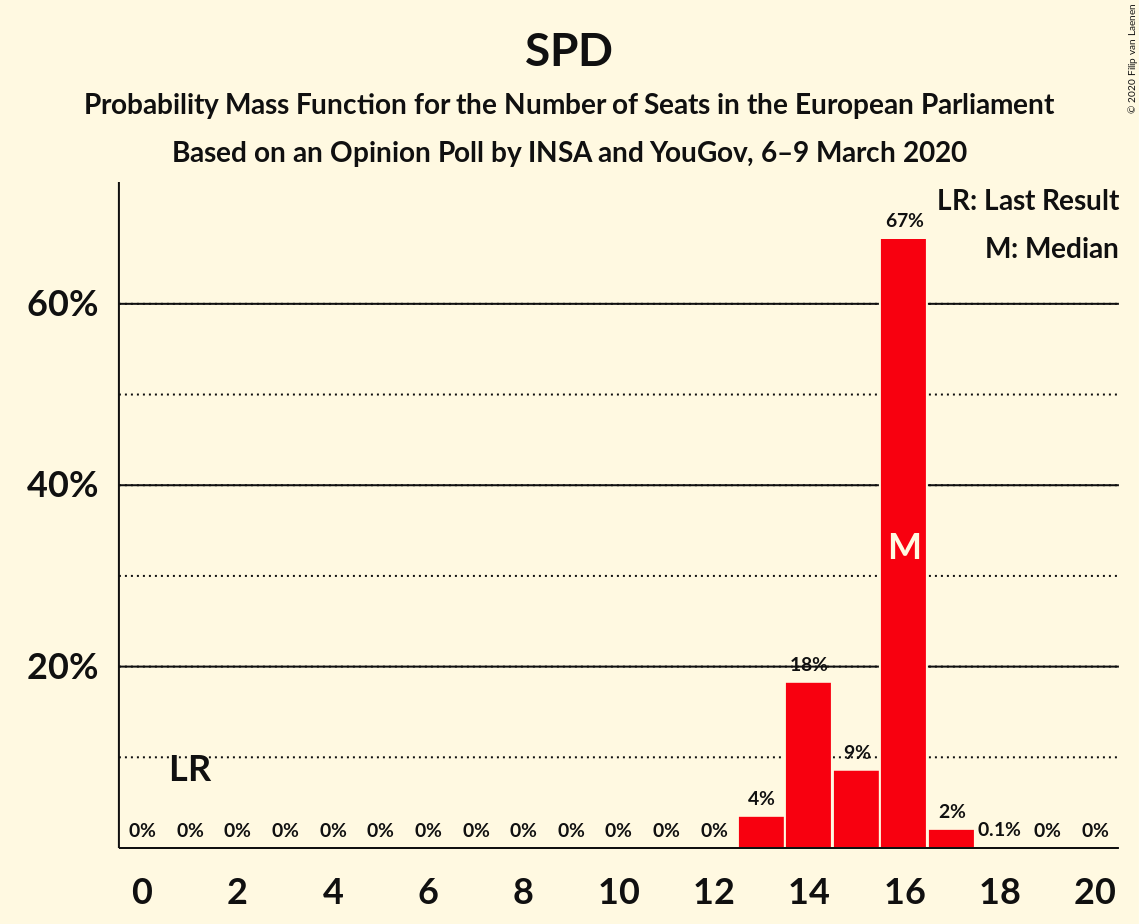 SPD
Probability Mass Function for the Number of Seats in the European Parliament
Based on an Opinion Poll by INSA and YouGov, 6–9 March 2020
© 2020 Filip van Laenen
LR: Last Result
M: Median
67%
60%
40%
M
20%
18%
9%
LR
4%
2%
0% 0% 0% 0% 0% 0% 0% 0% 0% 0% 0% 0% 0% 0.1% 0% 0%
0 2 4 6 8 10 12 14 16 18 20